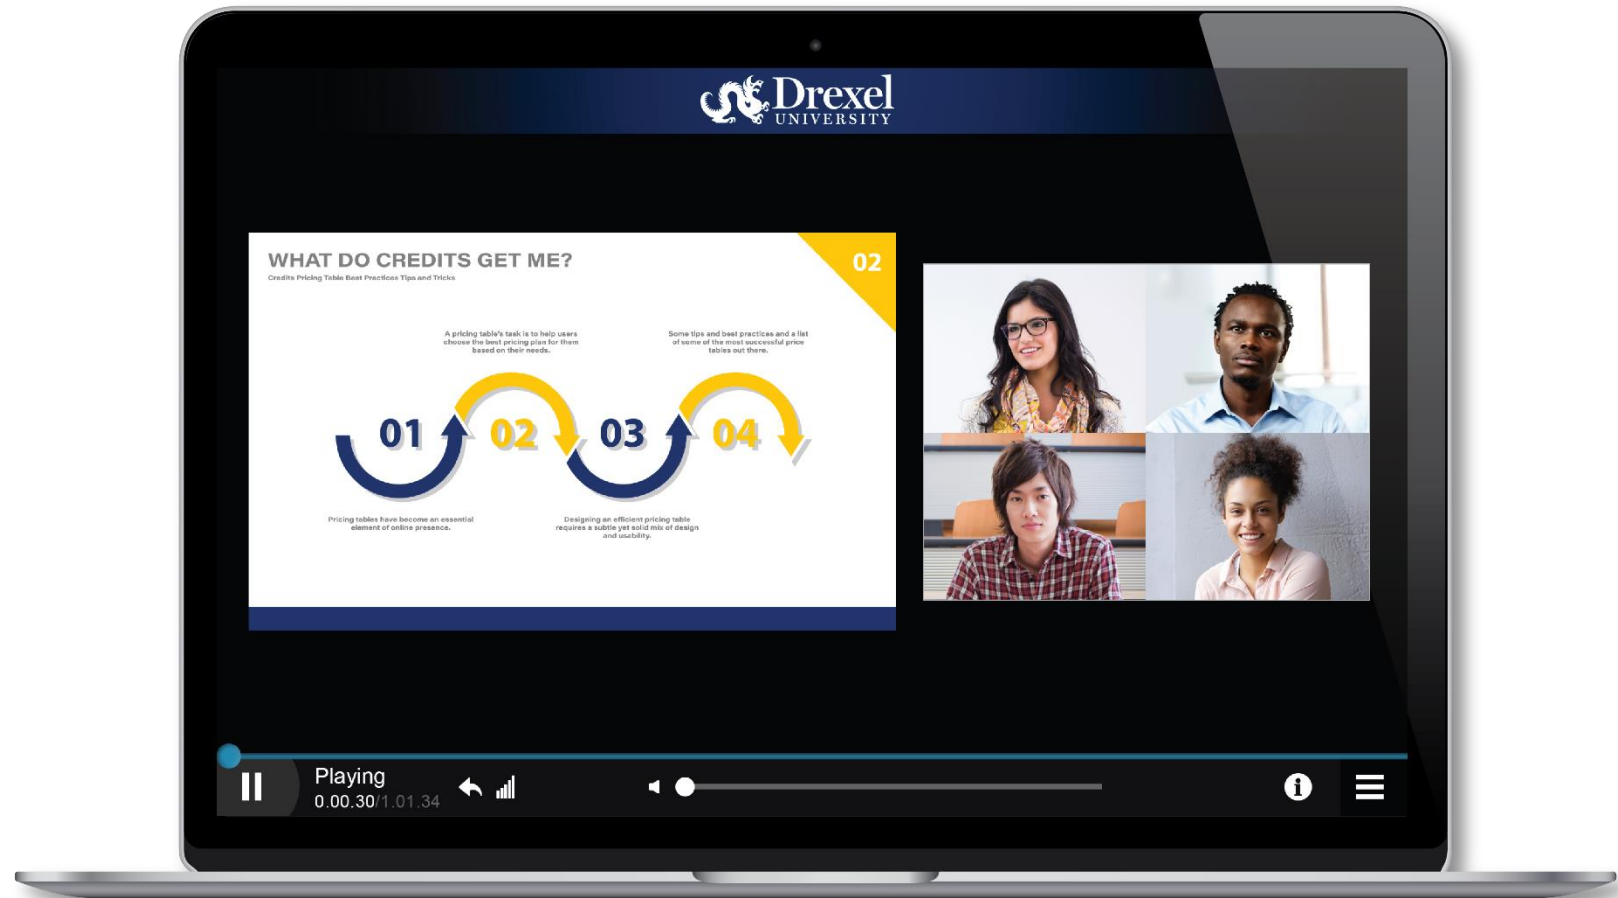 Drexel
UNIVERSITY
WHAT DO CREDITS GET ME?
Credits Pricing Table Best Practices Tips and Tricks
02
A pricing table's task is to help users
choose the best pricing plan for them
based on their needs.
Some tips and best practices and a list
of some of the most successful price
tables out there.
01
02
03
04
Pricing tables have become an essential
element of online presence.
Designing an efficient pricing table
requires a subtle yet solid mix of design
and usability.
Playing
0.00.30/1.01.34